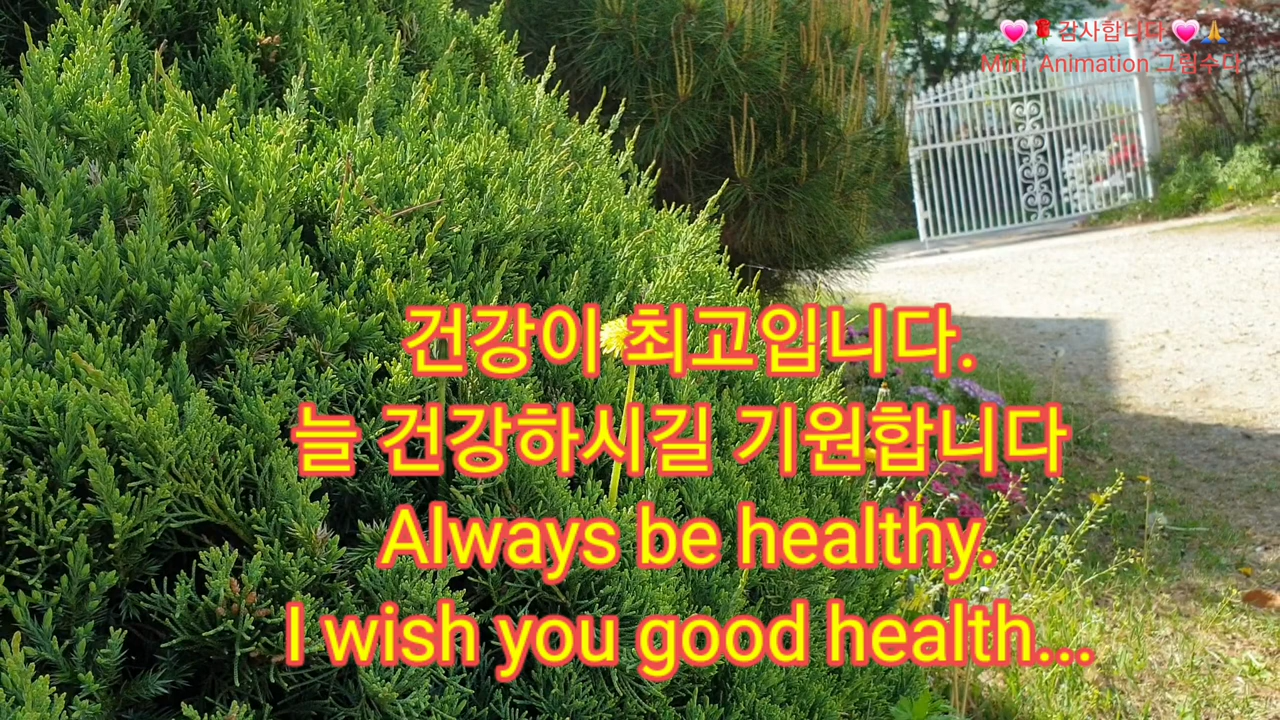 💗🌹감사합니다 💗🙏
Mini Animation 그림수다
건강이 최고입니다.
늘 건강하시길 기원합니다
Always be healthy.
I wish you good health...